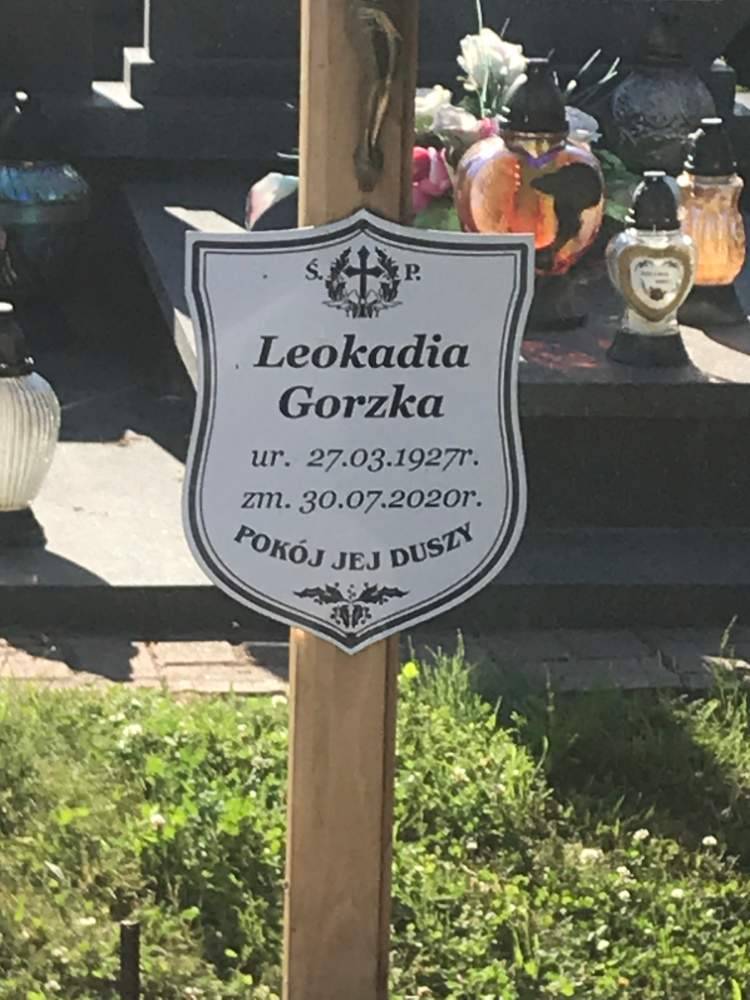 Ś. P.
Leokadia
Gorzka
ur. 27.03.1927r.
zm. 30.07.2020r.
POKÓJ JEJ DUSZY